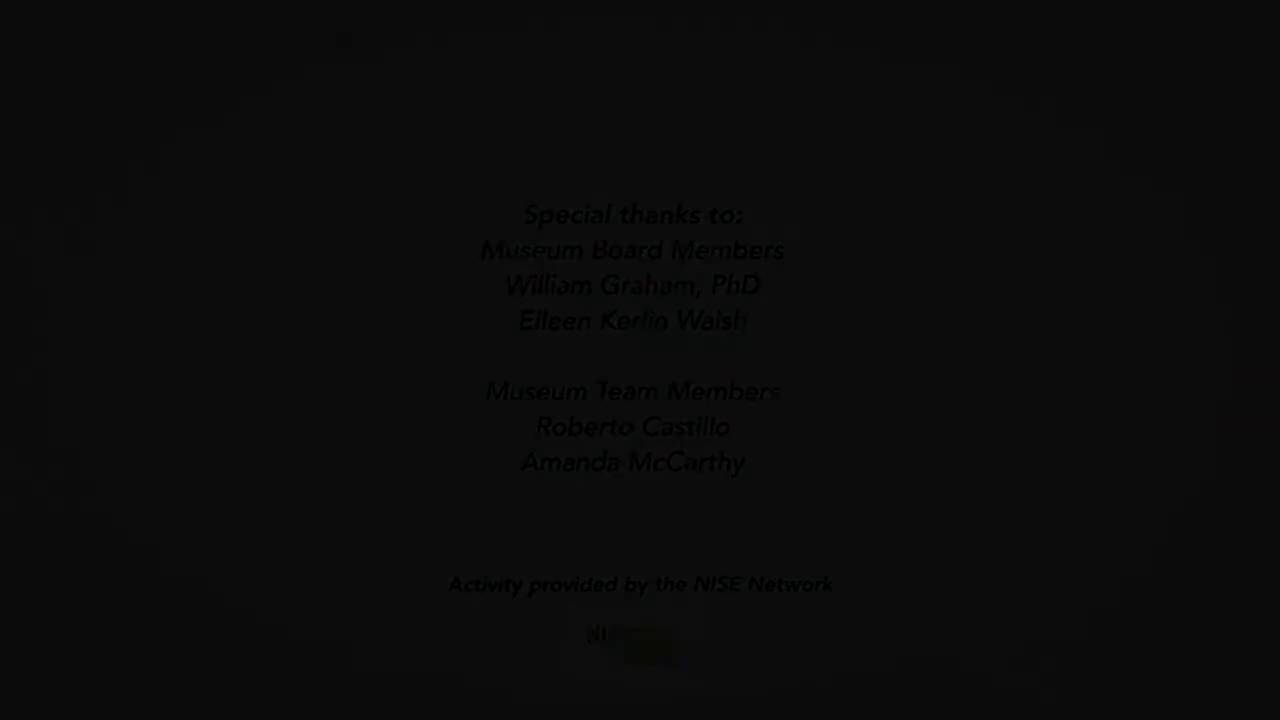 Special thanks to:
Museum Board Members
William Graham, PhD
Eileen Kerlin Walsh
Museum Team Members
Roberto Castillo
Amanda McCarthy
Activity provided by the NISE Network